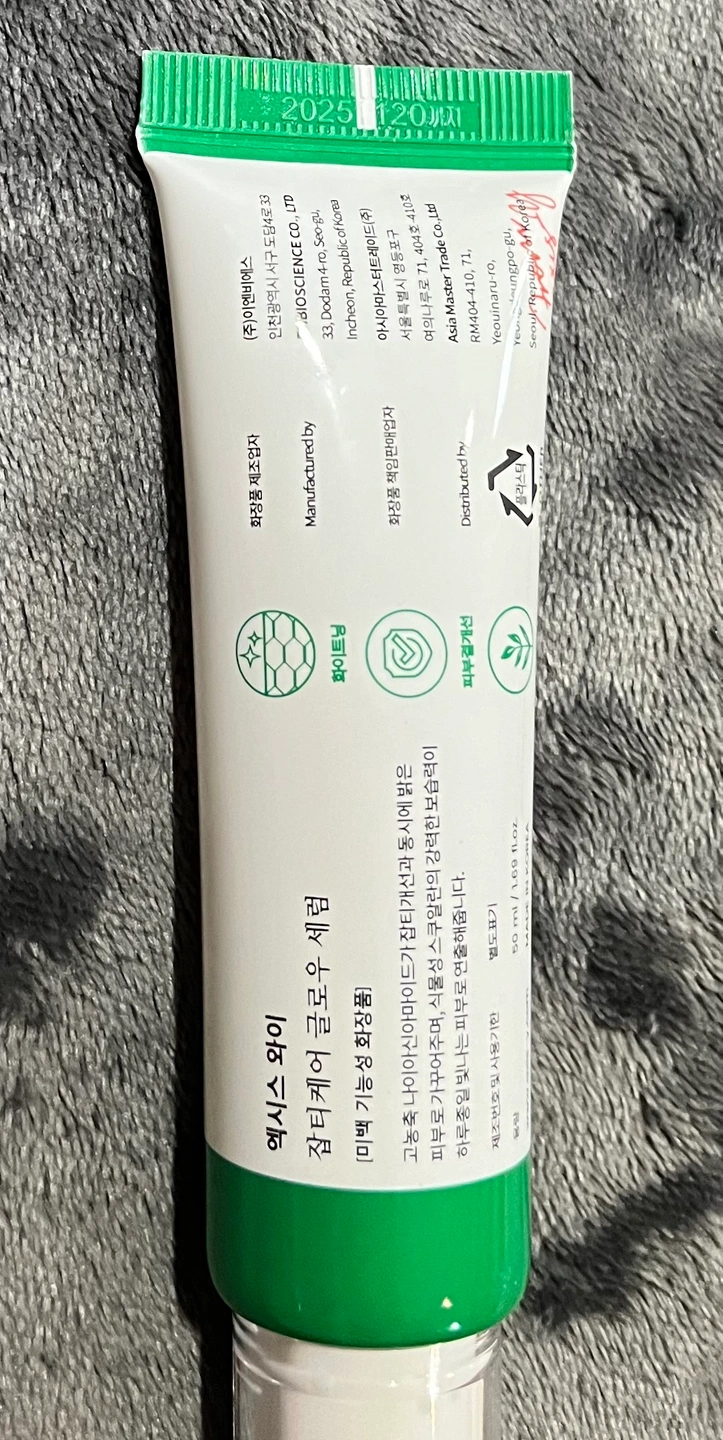 엑시스 와이
잡티케어 글로우 세럼
[미백 기능성 화장품]
고농축 나이아신아마이드가 잡티개선과 동시에 밝은
피부로 가꾸어주며, 식물성 스쿠알란의 강력한 보습력이
하루종일 빛나는 피부로 연출해줍니다.
제조번호 및 사용기한 별도표기
용량 50 ml / 1.69 fl.oz.
MADE IN KOREA
화이트닝
피부결개선
화장품 제조업자 (주)이엔비에스
인천광역시 서구 도담4로 33
Manufactured by BIOSCIENCE CO., LTD
33, Dodam 4-ro, Seo-gu,
Incheon, Republic of Korea
화장품 책임판매업자 아시아마스터트레이드(주)
서울특별시 영등포구
여의나루로 71, 404호-410호
Distributed by Asia Master Trade Co.,Ltd
RM404-410, 71,
Yeouinaru-ro,
Yeongdeungpo-gu,
Seoul Republic of Korea
플라스틱
2025 120까지